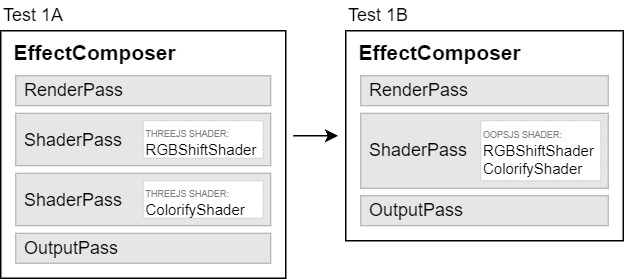 Test 1A
EffectComposer
RenderPass
ShaderPass
THREEJS SHADER:
RGBShiftShader
ShaderPass
THREEJS SHADER:
ColorifyShader
OutputPass
Test 1B
EffectComposer
RenderPass
ShaderPass
OOPSJS SHADER:
RGBShiftShader
ColorifyShader
OutputPass